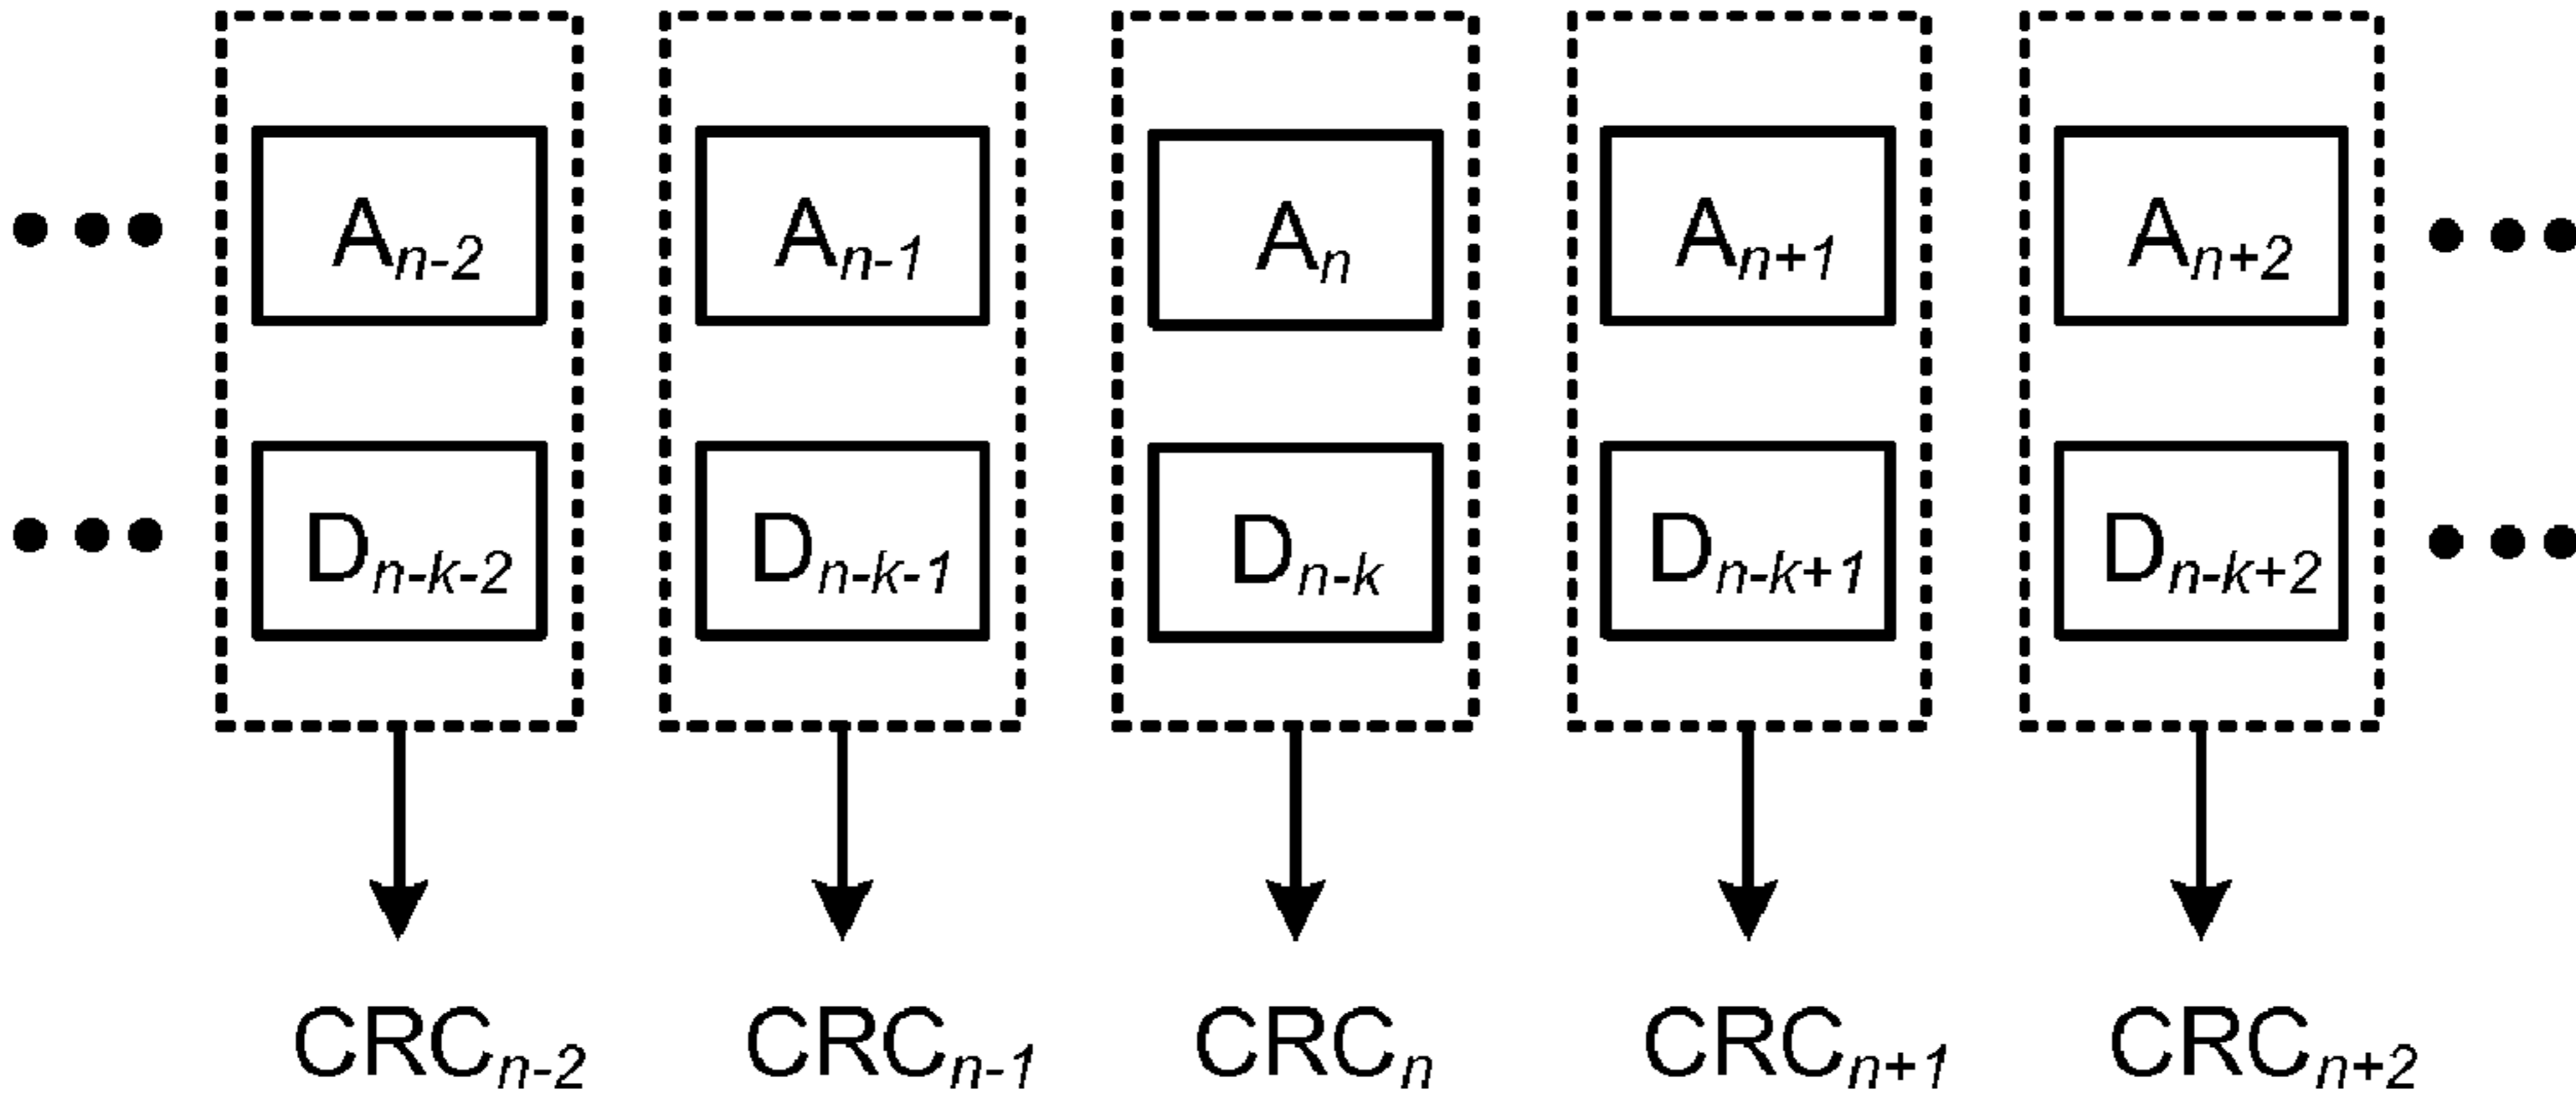 A_{n-2} A_{n-1} A_n A_{n+1} A_{n+2}
D_{n-k-2} D_{n-k-1} D_{n-k} D_{n-k+1} D_{n-k+2}
CRC_{n-2} CRC_{n-1} CRC_n CRC_{n+1} CRC_{n+2}